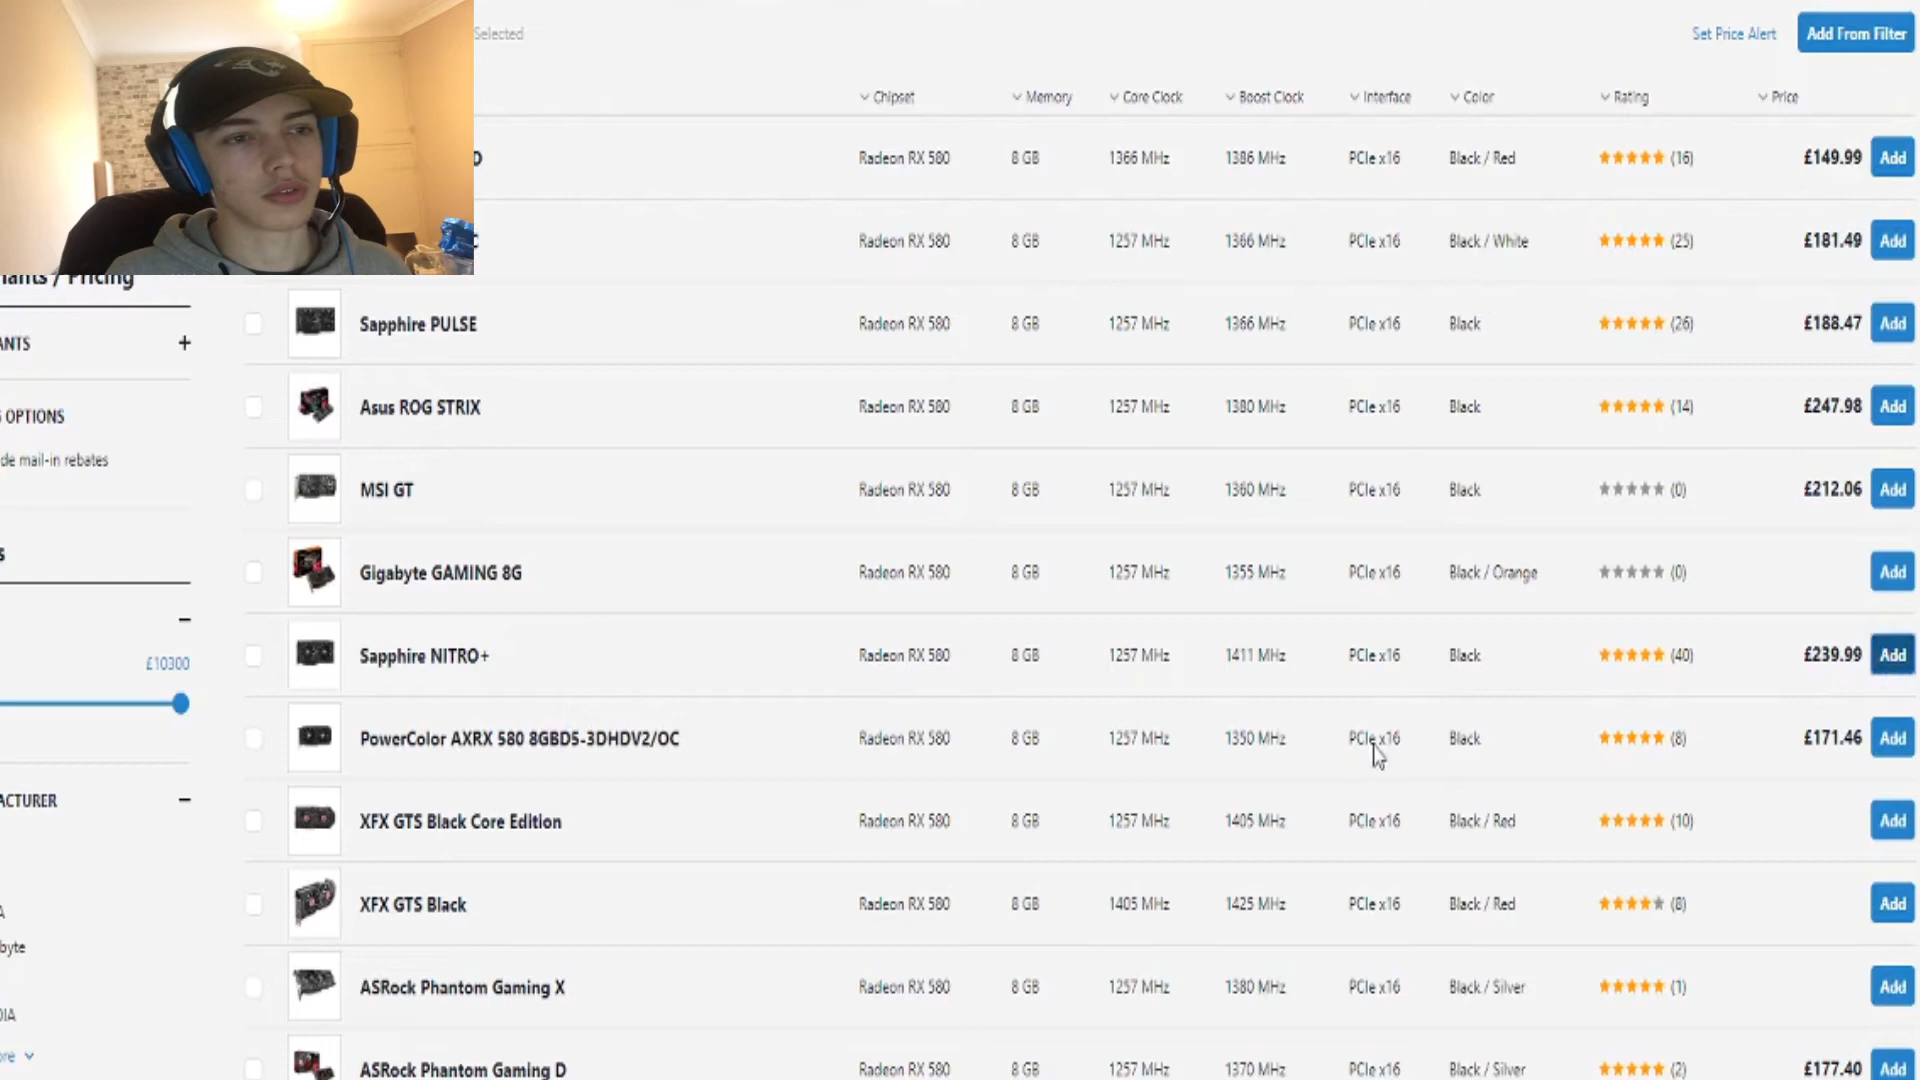 Selected
Set Price Alert
Add From Filter
Chipset Memory Core Clock Boost Clock Interface Color Rating Price
Radeon RX 580 8 GB 1366 MHz 1386 MHz PCIe x16 Black / Red (16) £149.99 Add
Radeon RX 580 8 GB 1257 MHz 1366 MHz PCIe x16 Black / White (25) £181.49 Add
/ Pricing
Sapphire PULSE Radeon RX 580 8 GB 1257 MHz 1366 MHz PCIe x16 Black (26) £188.47 Add
ANTS +
Asus ROG STRIX Radeon RX 580 8 GB 1257 MHz 1380 MHz PCIe x16 Black (14) £247.98 Add
OPTIONS
de mail-in rebates
MSI GT Radeon RX 580 8 GB 1257 MHz 1360 MHz PCIe x16 Black (0) £212.06 Add
Gigabyte GAMING 8G Radeon RX 580 8 GB 1257 MHz 1355 MHz PCIe x16 Black / Orange (0) Add
£10300
Sapphire NITRO+ Radeon RX 580 8 GB 1257 MHz 1411 MHz PCIe x16 Black (40) £239.99 Add
PowerColor AXRX 580 8GBD5-3DHDV2/OC Radeon RX 580 8 GB 1257 MHz 1350 MHz PCIe x16 Black (8) £171.46 Add
ACTURER
XFX GTS Black Core Edition Radeon RX 580 8 GB 1257 MHz 1405 MHz PCIe x16 Black / Red (10) Add
XFX GTS Black Radeon RX 580 8 GB 1405 MHz 1425 MHz PCIe x16 Black / Red (8) Add
byte
ASRock Phantom Gaming X Radeon RX 580 8 GB 1257 MHz 1380 MHz PCIe x16 Black / Silver (1) Add
DIA
ore
ASRock Phantom Gaming D Radeon RX 580 8 GB 1257 MHz 1370 MHz PCIe x16 Black / Silver (2) £177.40 Add